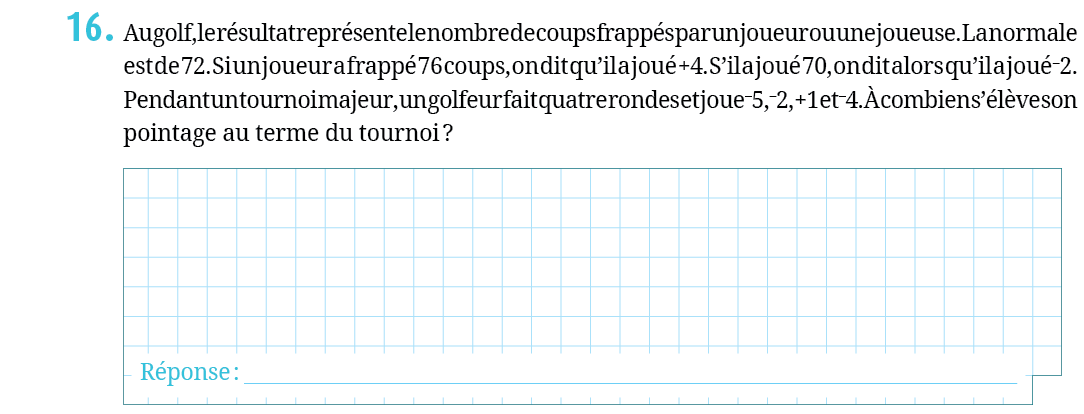 16. Au golf, le résultat représente le nombre de coups frappés par un joueur ou une joueuse. La normale
est de 72. Si un joueur a frappé 76 coups, on dit qu’il a joué +4. S’il a joué 70, on dit alors qu’il a joué ⁻2.
Pendant un tournoi majeur, un golfeur fait quatre rondes et joue ⁻5, ⁻2, +1 et ⁻4. À combien s’élève son
pointage au terme du tournoi ?
Réponse :